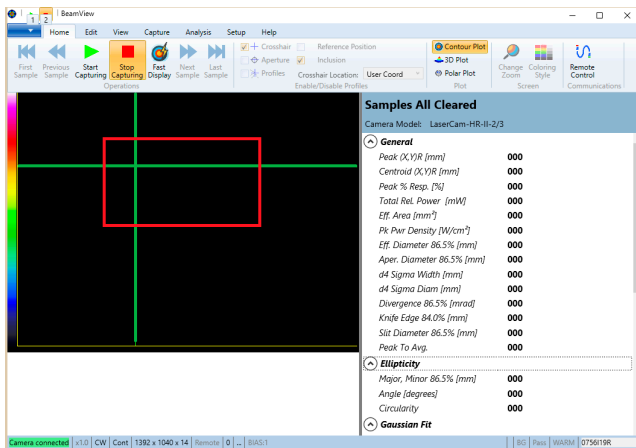 BeamView
1 2
Home Edit View Capture Analysis Setup Help
First Sample
Previous Sample
Start Capturing
Stop Capturing
Fast Display
Next Sample
Last Sample
Operations
Crosshair
Reference Position
Aperture
Inclusion
Profiles
Crosshair Location: User Coord
Enable/Disable Profiles
Contour Plot
3D Plot
Polar Plot
Plot
Change Zoom
Coloring Style
Screen
Remote Control
Communications
Samples All Cleared
Camera Model: LaserCam-HR-II-2/3
General
Peak (X,Y)R [mm] 000
Centroid (X,Y)R [mm] 000
Peak % Resp. [%] 000
Total Rel. Power [mW] 000
Eff. Area [mm²] 000
Pk Pwr Density [W/cm²] 000
Eff. Diameter 86.5% [mm] 000
Aper. Diameter 86.5% [mm] 000
d4 Sigma Width [mm] 000
d4 Sigma Diam [mm] 000
Divergence 86.5% [mrad] 000
Knife Edge 84.0% [mm] 000
Slit Diameter 86.5% [mm] 000
Peak To Avg. 000
Ellipticity
Major, Minor 86.5% [mm] 000
Angle [degrees] 000
Circularity 000
Gaussian Fit
Camera connected x1.0 CW Cont 1392 x 1040 x 14 Remote 0 ... BIAS:1 BG Pass WARM 0756I19R